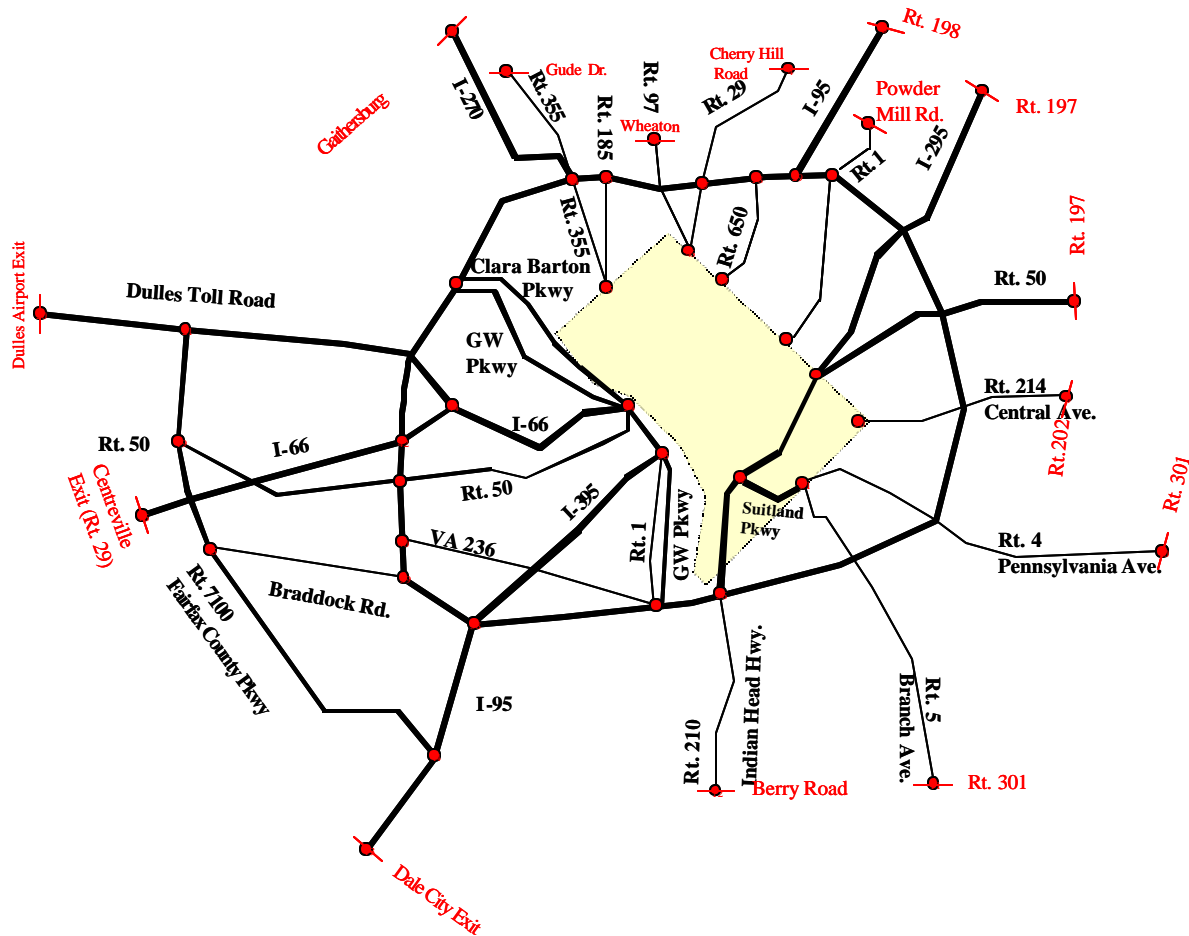 Rt. 198
Cherry Hill
Road
Gude Dr.
I-270
Rt. 355
Rt. 185
Rt. 97
Wheaton
Rt. 29
I-95
Powder
Mill Rd.
Rt. 197
Gaithersburg
I-295
Rt. 1
Rt. 355
Rt. 650
Rt. 197
Clara Barton
Pkwy
Dulles Airport Exit
Dulles Toll Road
Rt. 50
GW
Pkwy
Rt. 214
Central Ave.
Rt.202
Rt. 50
I-66
Rt. 50
Centreville
Exit (Rt. 29)
I-395
Rt. 301
Suitland
Pkwy
VA 236
Rt. 1
GW Pkwy
Rt. 4
Pennsylvania Ave.
Braddock Rd.
Rt. 7100
Fairfax County Pkwy
I-95
Rt. 210
Indian Head Hwy.
Rt. 5
Branch Ave.
Berry Road
Rt. 301
Dale City Exit
I-66